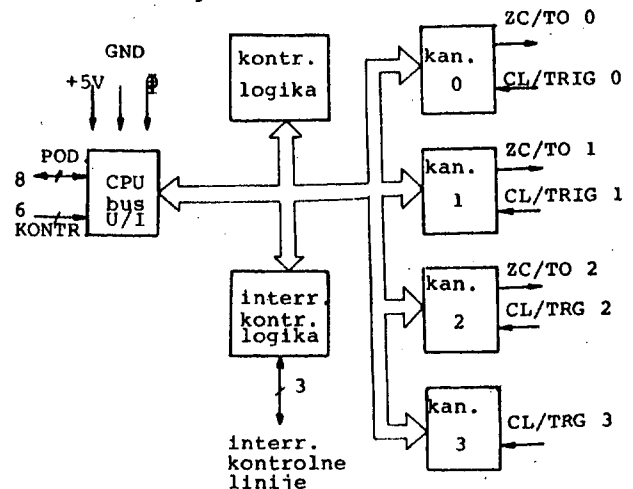 GND
+5V
Φ
8
POD
6
KONTR
CPU
bus
U/I
kontr.
logika
interr.
kontr.
logika
3
interr.
kontrolne
linije
kan.
0
ZC/TO 0
CL/TRIG 0
kan.
1
ZC/TO 1
CL/TRIG 1
kan.
2
ZC/TO 2
CL/TRG 2
kan.
3
CL/TRG 3